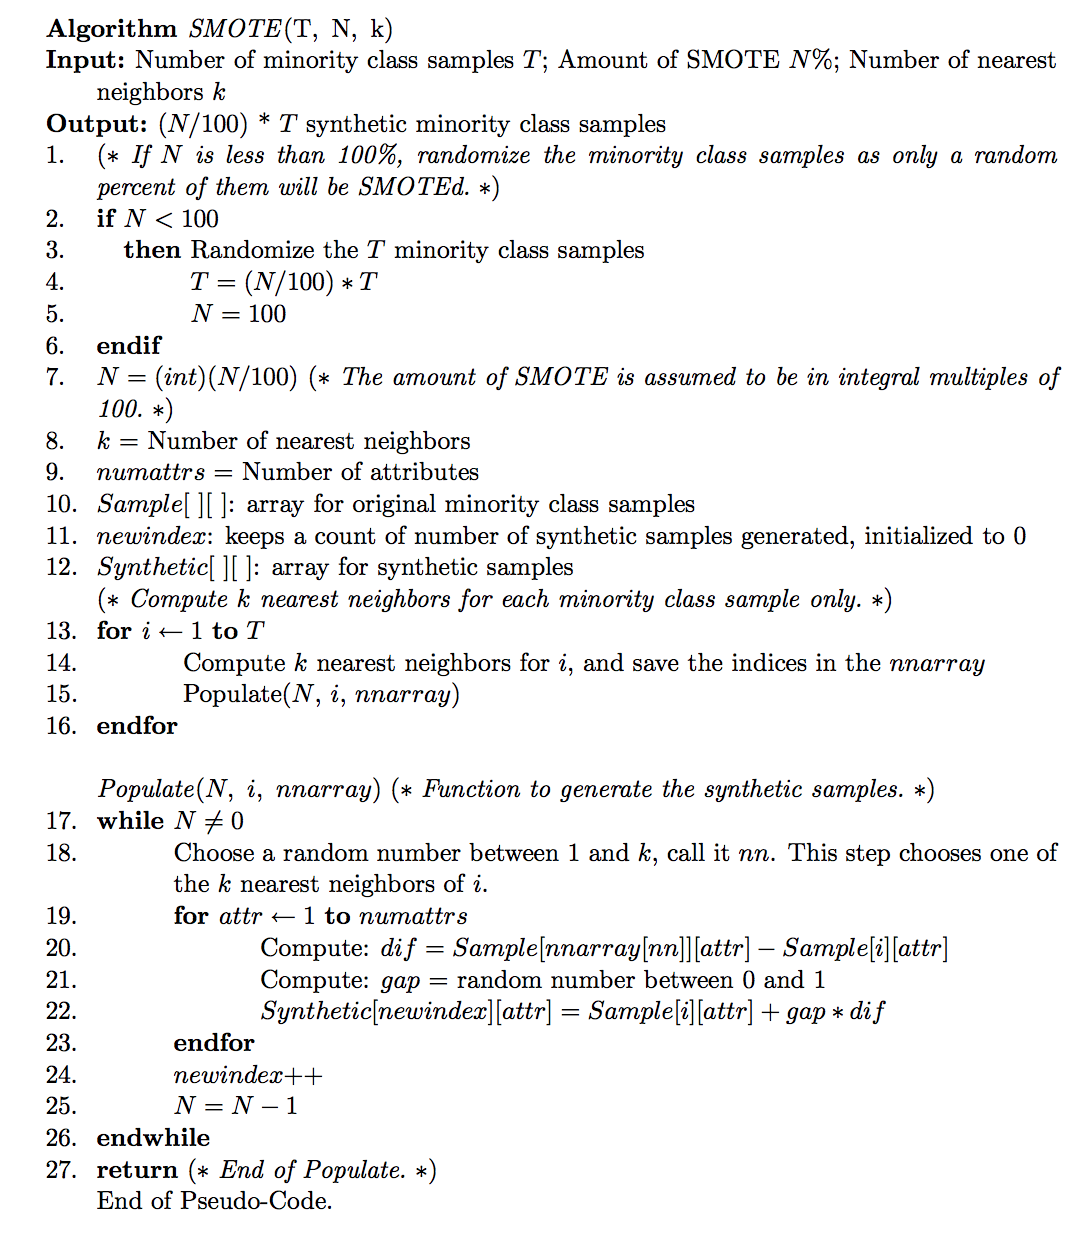 Algorithm SMOTE(T, N, k)
Input: Number of minority class samples T; Amount of SMOTE N%; Number of nearest
neighbors k
Output: (N/100) * T synthetic minority class samples
1. (∗ If N is less than 100%, randomize the minority class samples as only a random
percent of them will be SMOTEd. ∗)
2. if N < 100
3. then Randomize the T minority class samples
4. T = (N/100) ∗ T
5. N = 100
6. endif
7. N = (int)(N/100) (∗ The amount of SMOTE is assumed to be in integral multiples of
100. ∗)
8. k = Number of nearest neighbors
9. numattrs = Number of attributes
10. Sample[ ][ ]: array for original minority class samples
11. newindex: keeps a count of number of synthetic samples generated, initialized to 0
12. Synthetic[ ][ ]: array for synthetic samples
(∗ Compute k nearest neighbors for each minority class sample only. ∗)
13. for i ← 1 to T
14. Compute k nearest neighbors for i, and save the indices in the nnarray
15. Populate(N, i, nnarray)
16. endfor
Populate(N, i, nnarray) (∗ Function to generate the synthetic samples. ∗)
17. while N ≠ 0
18. Choose a random number between 1 and k, call it nn. This step chooses one of
the k nearest neighbors of i.
19. for attr ← 1 to numattrs
20. Compute: dif = Sample[nnarray[nn]][attr] − Sample[i][attr]
21. Compute: gap = random number between 0 and 1
22. Synthetic[newindex][attr] = Sample[i][attr] + gap ∗ dif
23. endfor
24. newindex++
25. N = N − 1
26. endwhile
27. return (∗ End of Populate. ∗)
End of Pseudo-Code.